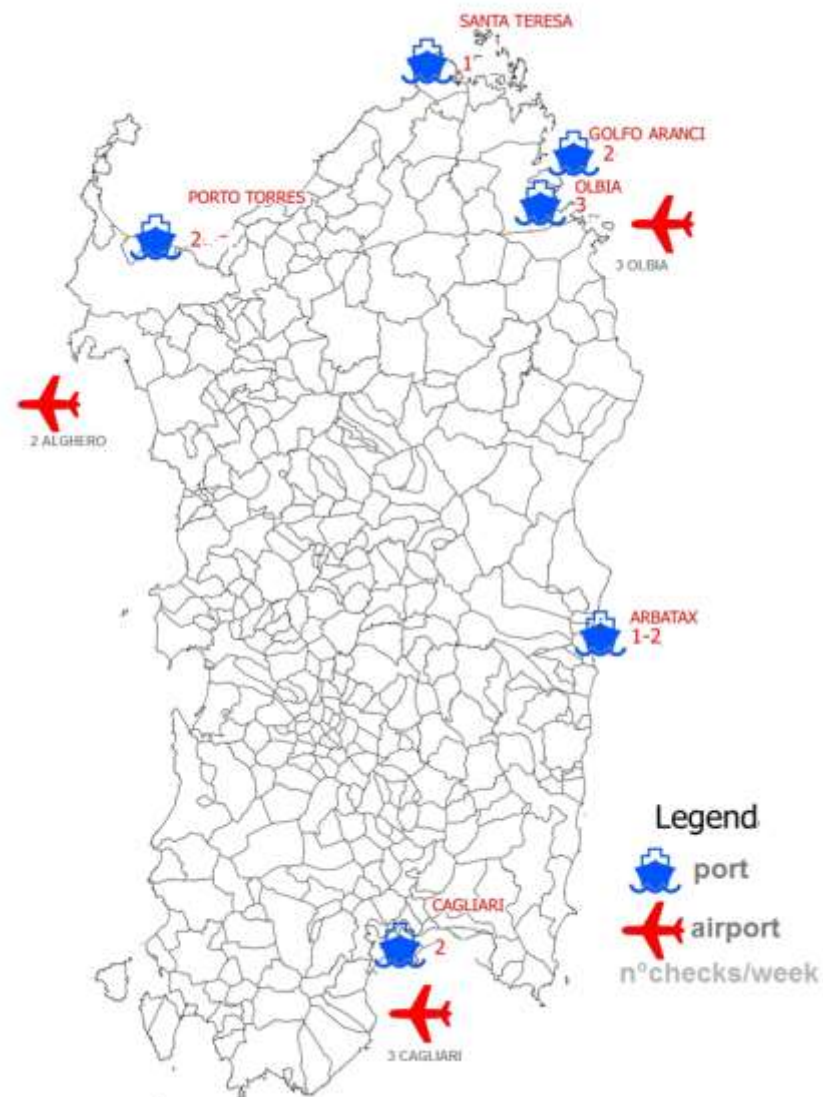 SANTA TERESA
1
GOLFO ARANCI
2
OLBIA
3
PORTO TORRES
2
3 OLBIA
2 ALGHERO
ARBATAX
1-2
Legend
port
airport
n°checks/week
CAGLIARI
2
3 CAGLIARI